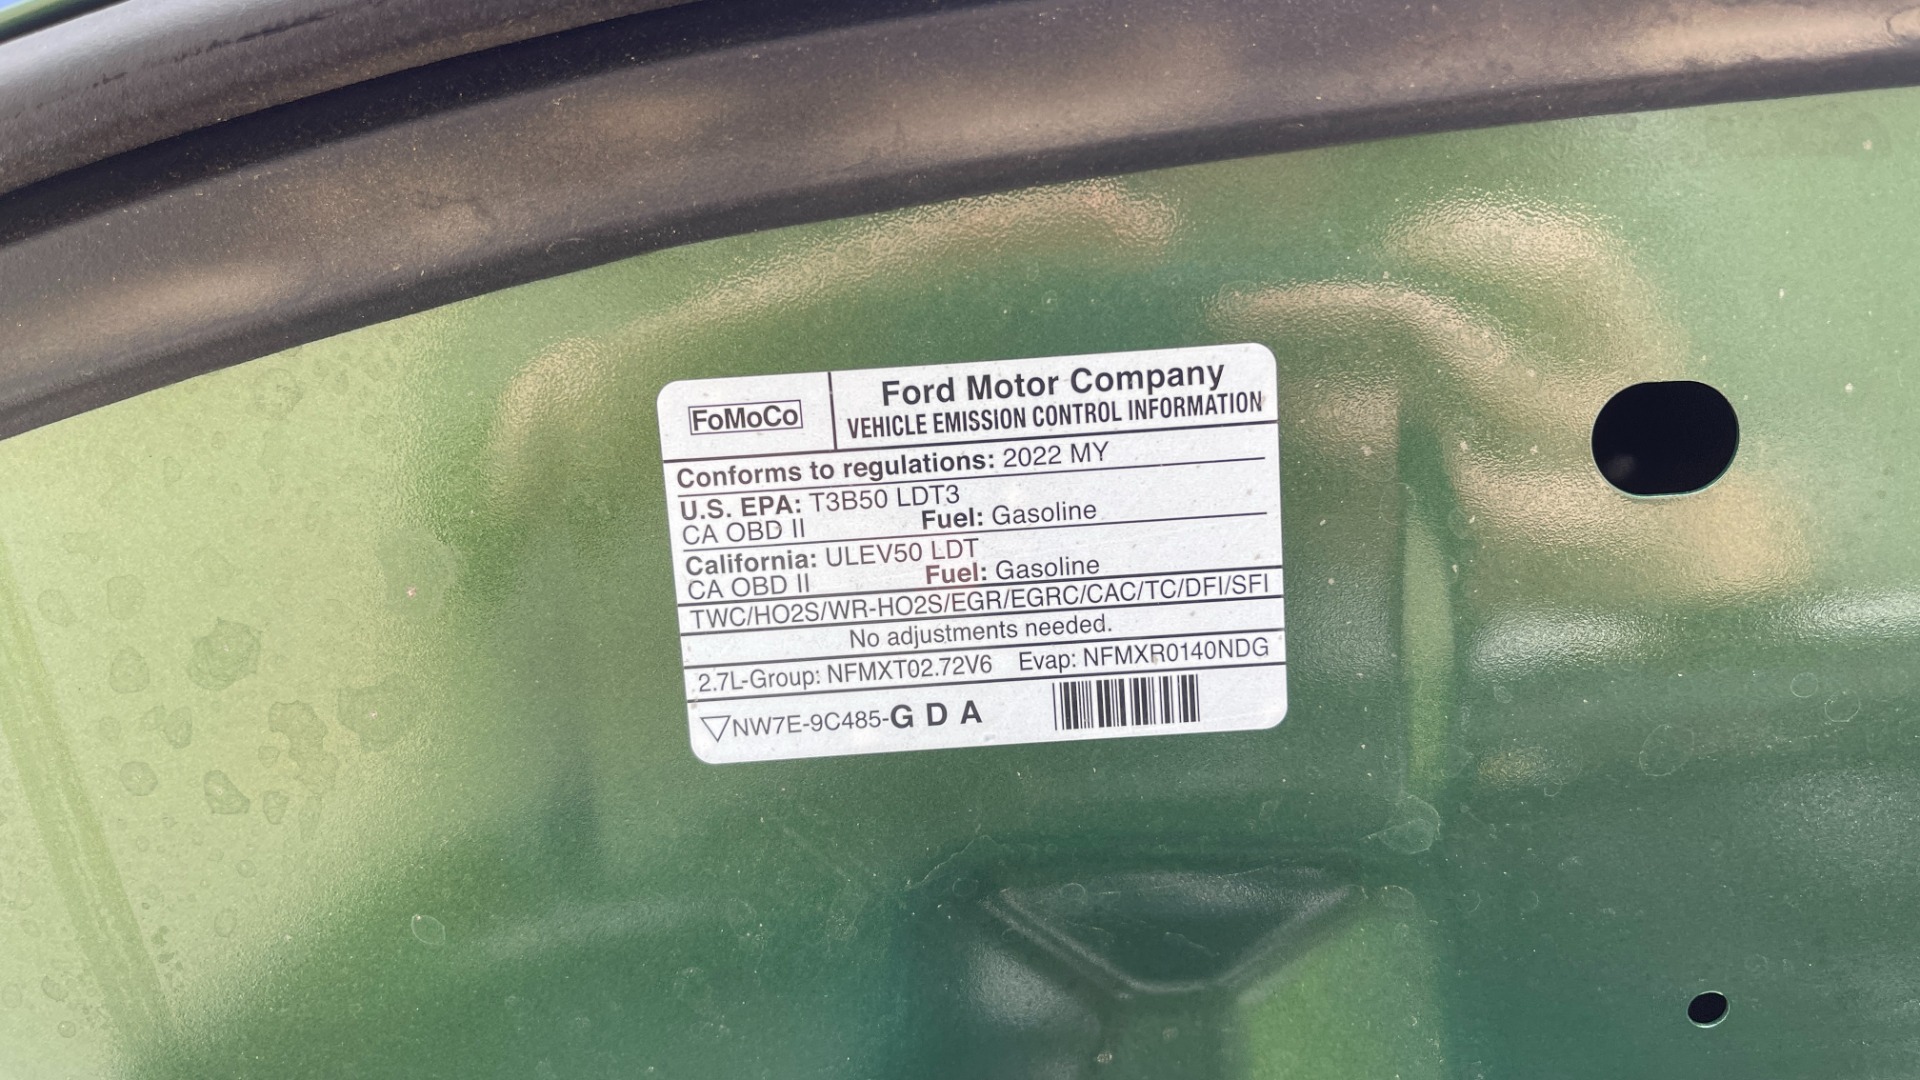 FoMoCo
Ford Motor Company
VEHICLE EMISSION CONTROL INFORMATION
Conforms to regulations: 2022 MY
U.S. EPA: T3B50 LDT3
CA OBD II Fuel: Gasoline
California: ULEV50 LDT
CA OBD II Fuel: Gasoline
TWC/HO2S/WR-HO2S/EGR/EGRC/CAC/TC/DFI/SFI
No adjustments needed.
2.7L-Group: NFMXT02.72V6 Evap: NFMXR0140NDG
▽NW7E-9C485-G D A